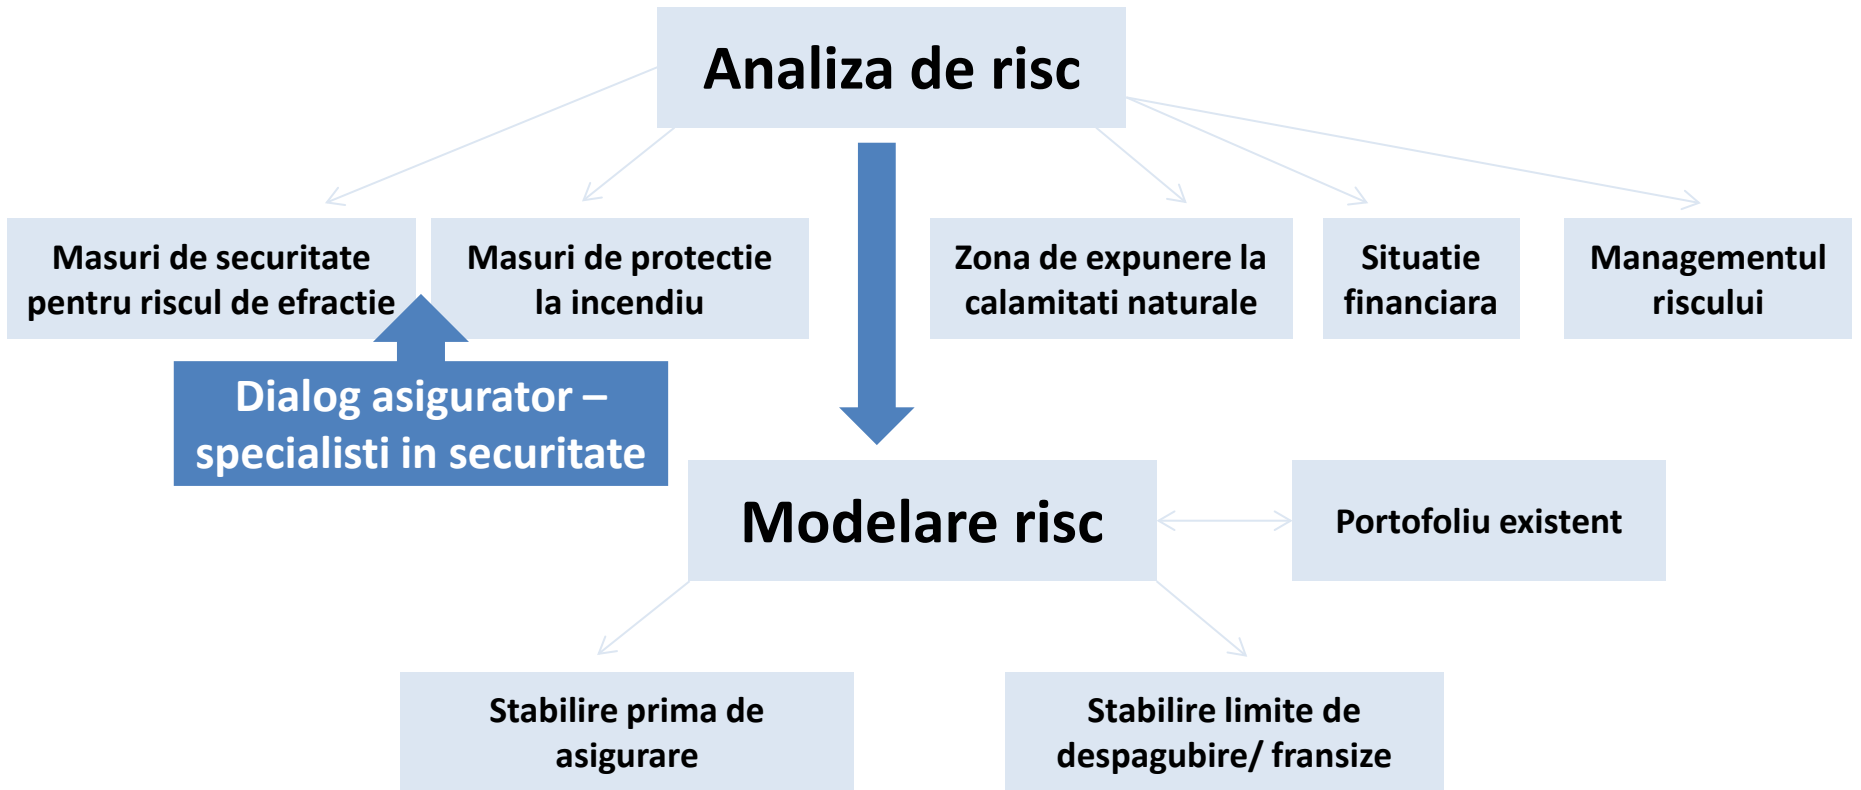 Analiza de risc
Masuri de securitate
pentru riscul de efractie
Masuri de protectie
la incendiu
Zona de expunere la
calamitati naturale
Situatie
financiara
Managementul
riscului
Dialog asigurator –
specialisti in securitate
Modelare risc
Portofoliu existent
Stabilire prima de
asigurare
Stabilire limite de
despagubire/ fransize